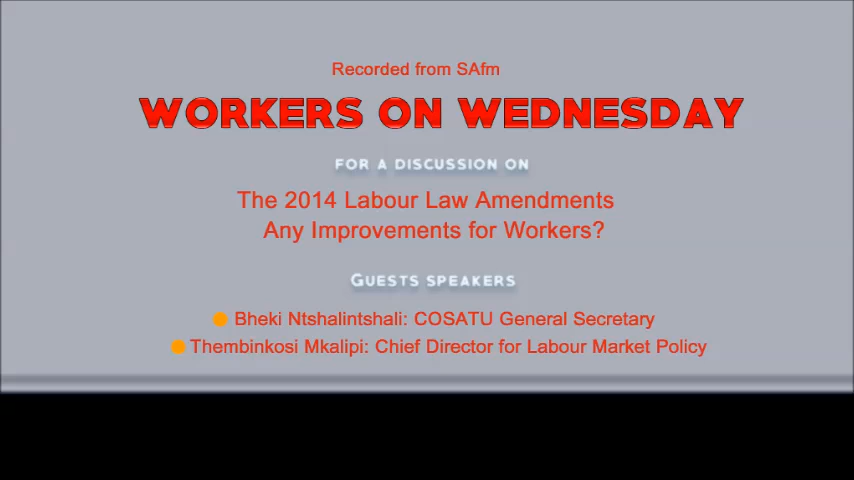 Recorded from SAfm
WORKERS ON WEDNESDAY
FOR A DISCUSSION ON
The 2014 Labour Law Amendments
Any Improvements for Workers?
GUESTS SPEAKERS
Bheki Ntshalintshali: COSATU General Secretary
Thembinkosi Mkalipi: Chief Director for Labour Market Policy